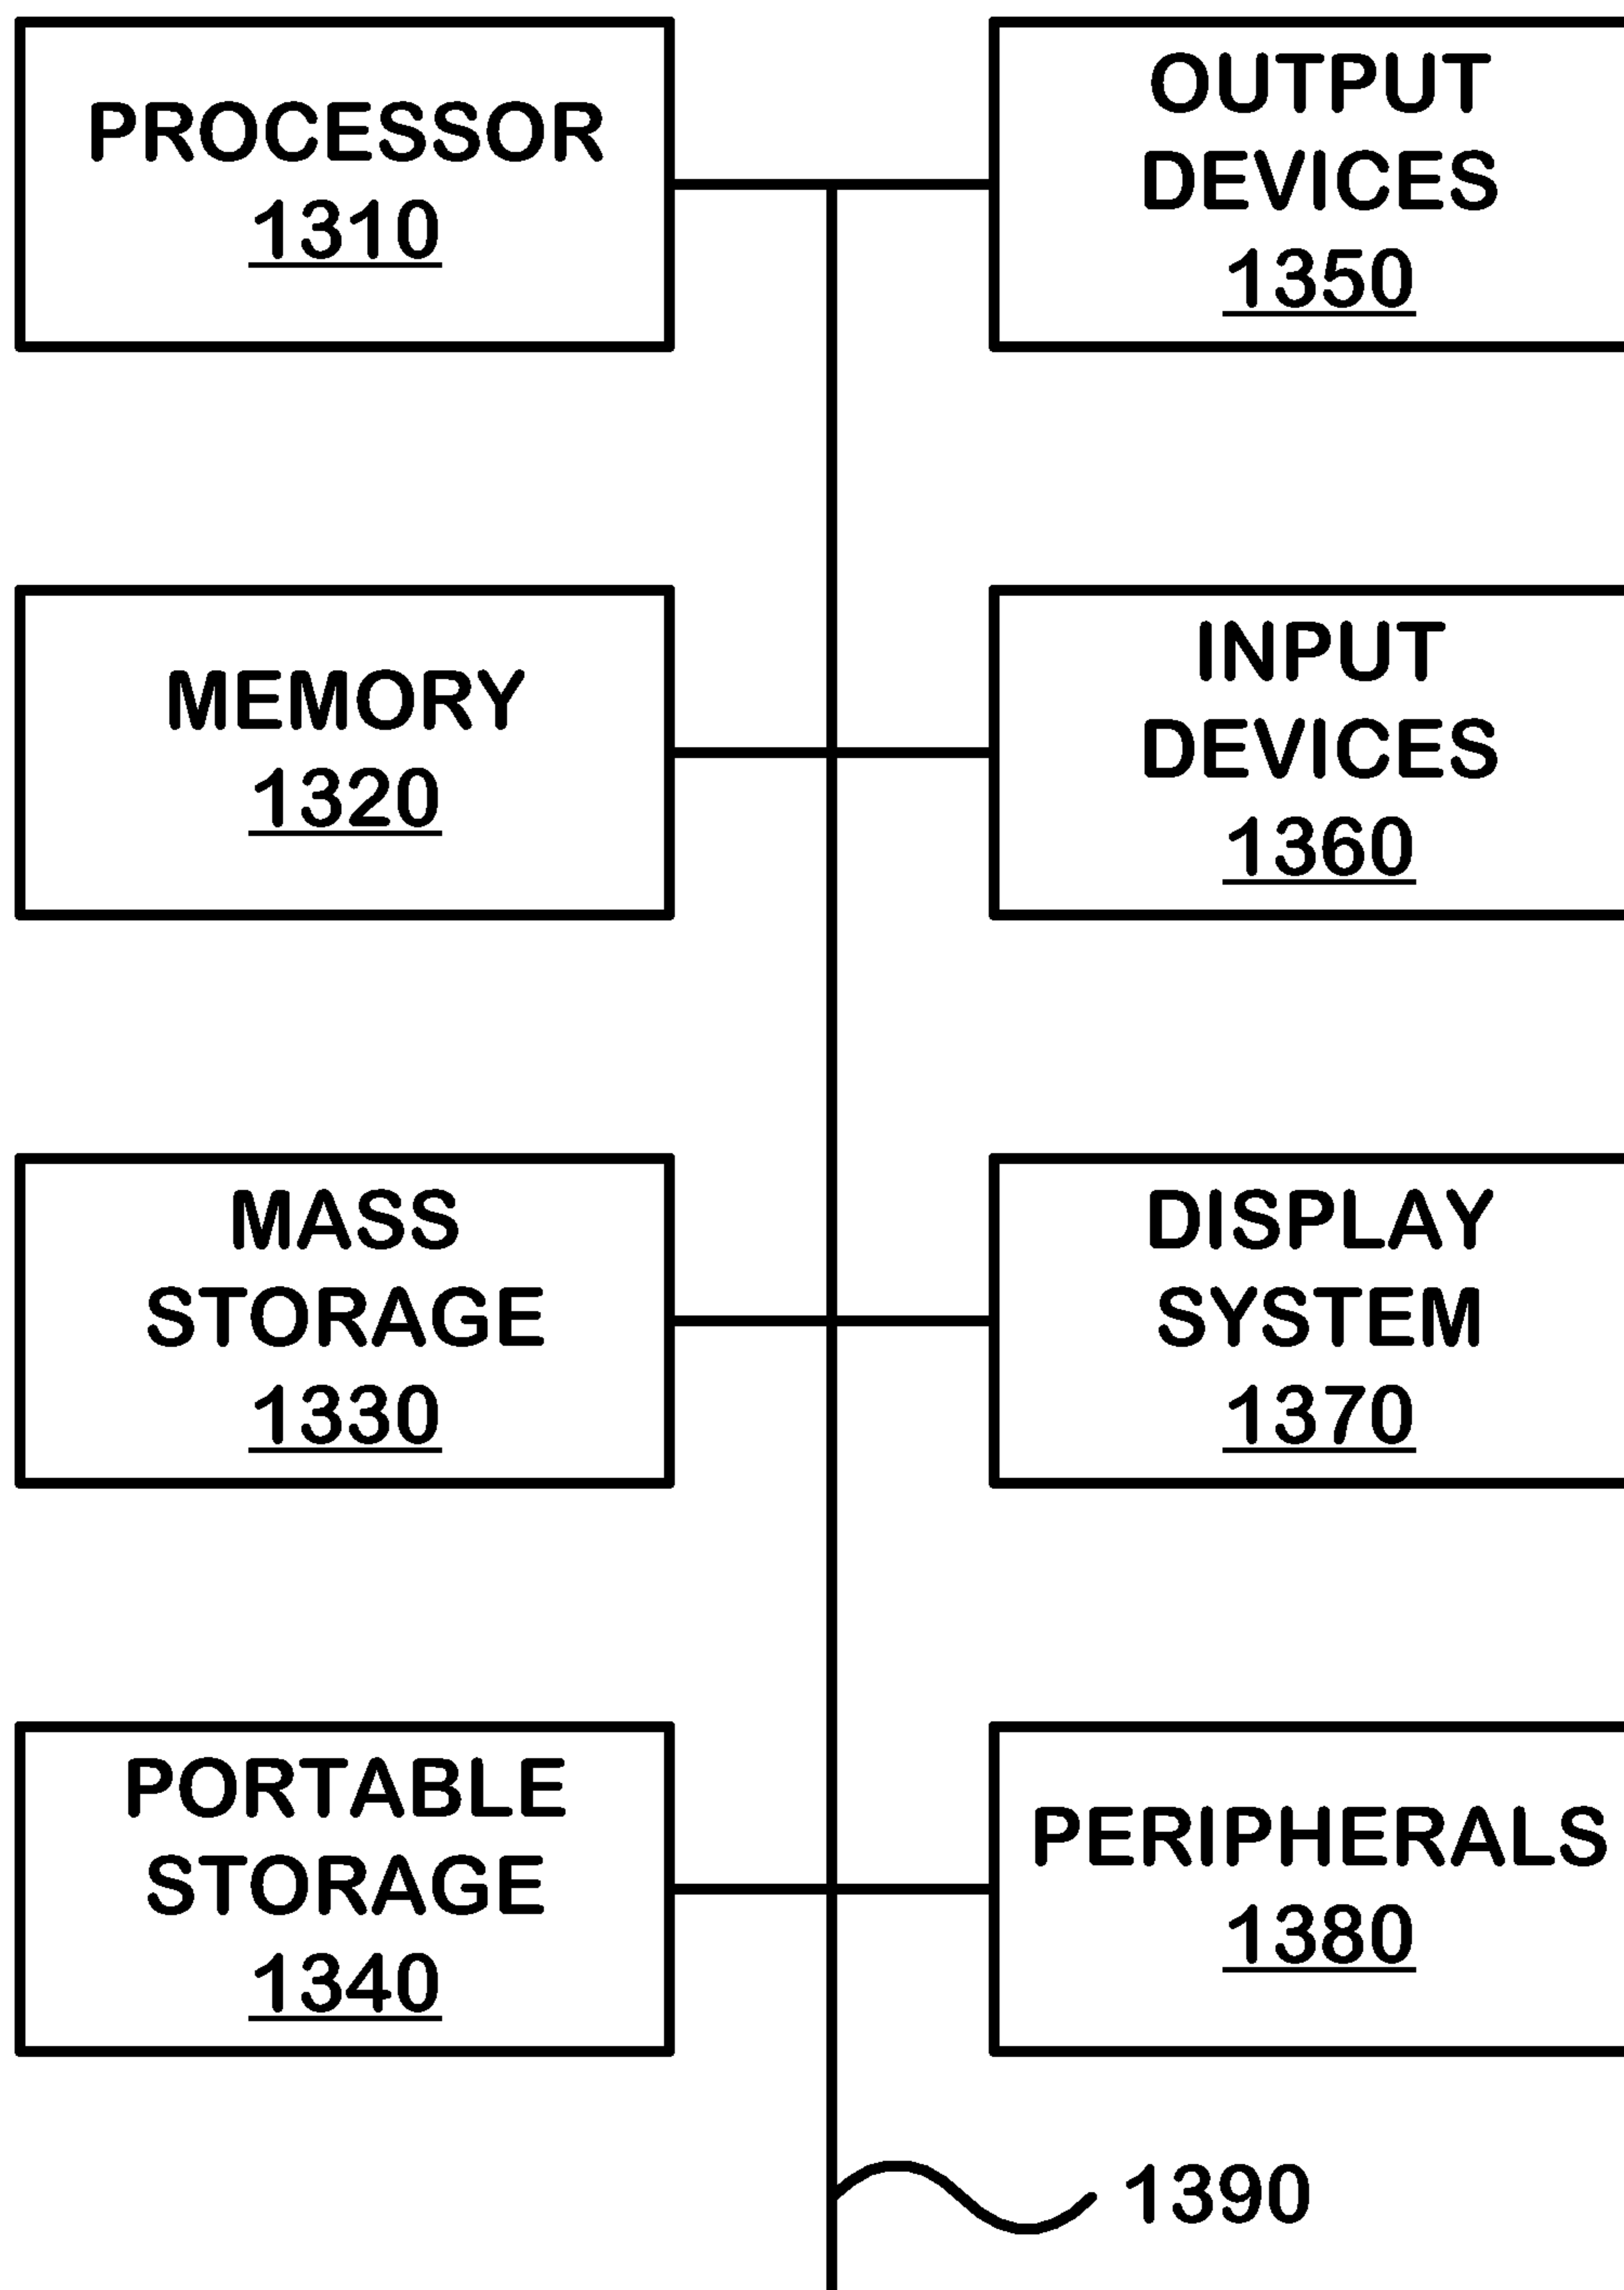 PROCESSOR
1310
OUTPUT
DEVICES
1350
MEMORY
1320
INPUT
DEVICES
1360
MASS
STORAGE
1330
DISPLAY
SYSTEM
1370
PORTABLE
STORAGE
1340
PERIPHERALS
1380
1390